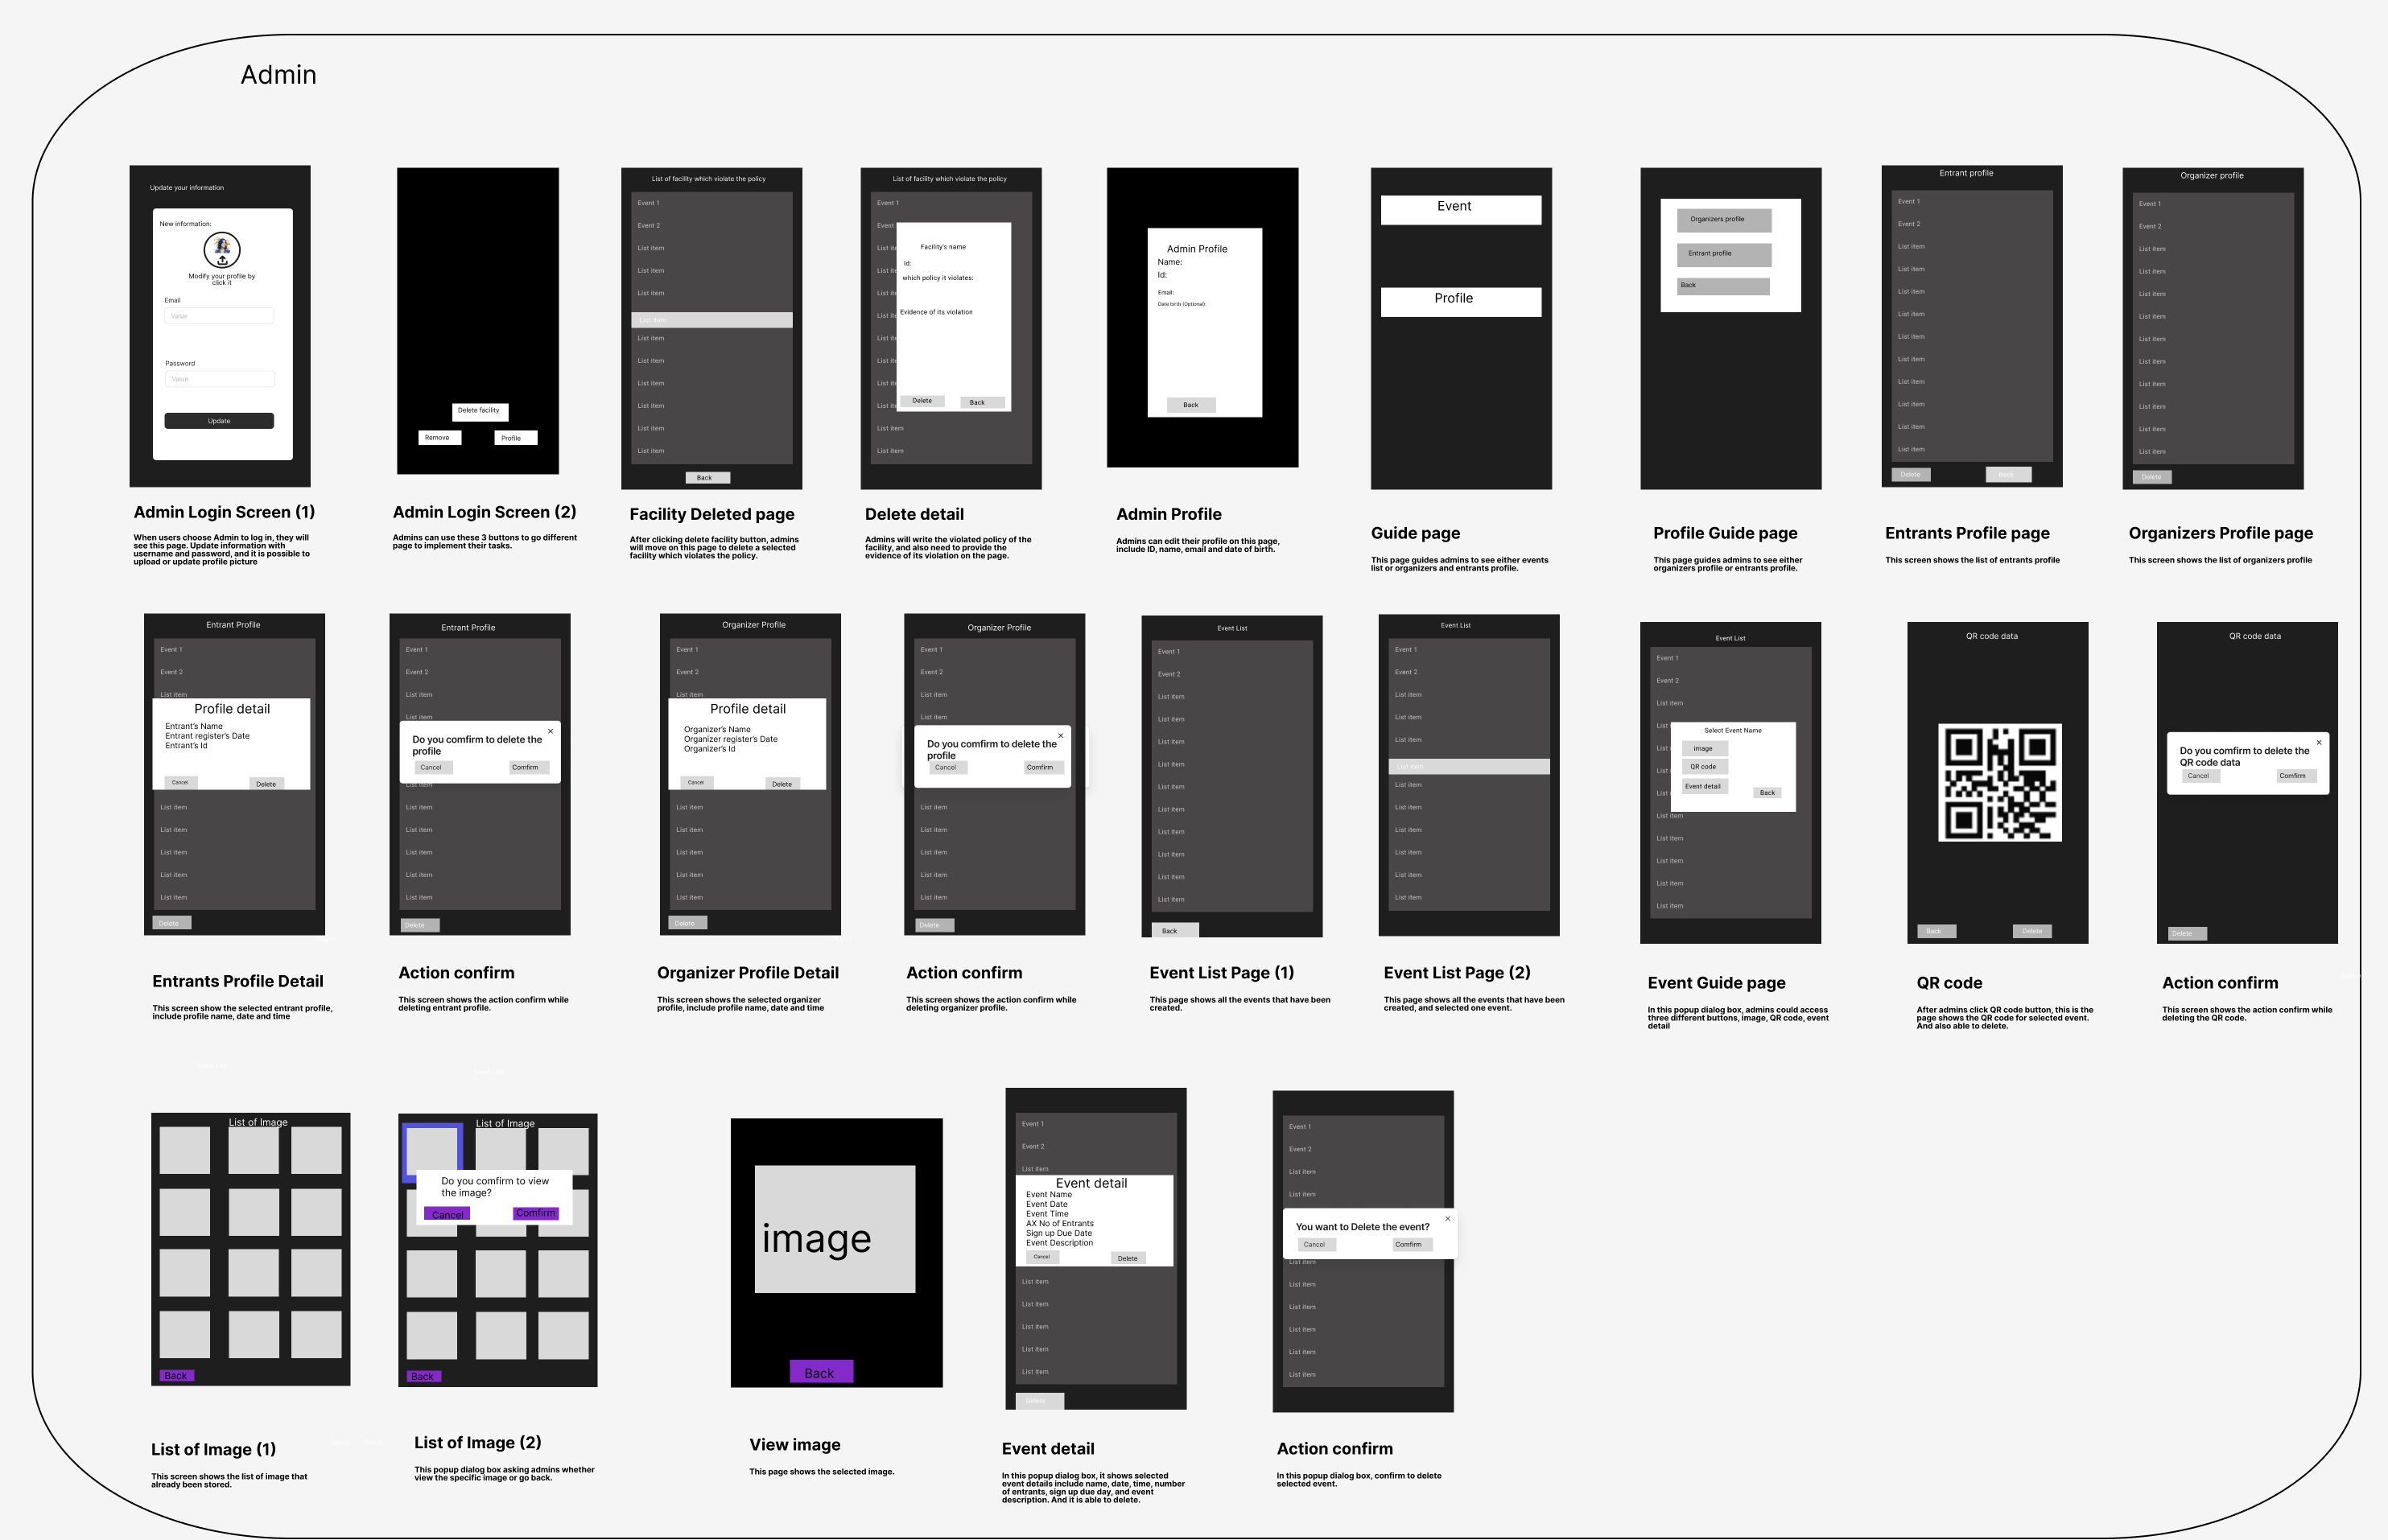 Admin
Update your information
New information:
Modify your profile by
click it
Email
Value
Password
Value
Update
Admin Login Screen (1)
When users choose Admin to log in, they will
see this page. Update information with
username and password, and it is possible to
upload or update profile picture
Delete facility
Remove
Profile
Admin Login Screen (2)
Admins can use these 3 buttons to go different
page to implement their tasks.
List of facility which violate the policy
Event 1
Event 2
List item
List item
List item
List item
List item
List item
List item
List item
List item
List item
Back
Facility Deleted page
After clicking delete facility button, admins
will move on this page to delete a selected
facility which violates the policy.
List of facility which violate the policy
Event 1
Event
List ite
List ite
List ite
List ite
List ite
List ite
List ite
List ite
List item
List item
Facility's name
Id:
which policy it violates:
Evidence of its violation
Delete
Back
Delete detail
Admins will write the violated policy of the
facility, and also need to provide the
evidence of its violation on the page.
Admin Profile
Name:
Id:
Email:
Date birth (Optional):
Back
Admin Profile
Admins can edit their profile on this page,
include ID, name, email and date of birth.
Event
Profile
Guide page
This page guides admins to see either events
list or organizers and entrants profile.
Organizers profile
Entrant profile
Back
Profile Guide page
This page guides admins to see either
organizers profile or entrants profile.
Entrant profile
Event 1
Event 2
List item
List item
List item
List item
List item
List item
List item
List item
List item
List item
Delete
Back
Entrants Profile page
This screen shows the list of entrants profile
Organizer profile
Event 1
Event 2
List item
List item
List item
List item
List item
List item
List item
List item
List item
List item
Delete
Organizers Profile page
This screen shows the list of organizers profile
Entrant Profile
Event 1
Event 2
List item
Profile detail
Entrant's Name
Entrant register's Date
Entrant's Id
Cancel
Delete
List item
List item
List item
List item
List item
Delete
Entrants Profile Detail
This screen show the selected entrant profile,
include profile name, date and time
Entrant Profile
Event 1
Event 2
List item
List item
Do you comfirm to delete the
profile
Cancel
Comfirm
List item
List item
List item
List item
List item
List item
Delete
Action confirm
This screen shows the action confirm while
deleting entrant profile.
Organizer Profile
Event 1
Event 2
List item
Profile detail
Organizer's Name
Organizer register's Date
Organizer's Id
Cancel
Delete
List item
List item
List item
List item
List item
Delete
Organizer Profile Detail
This screen shows the selected organizer
profile, include profile name, date and time
Organizer Profile
Event 1
Event 2
List item
List item
Do you comfirm to delete the
profile
Cancel
Comfirm
List item
List item
List item
List item
List item
Delete
Action confirm
This screen shows the action confirm while
deleting organizer profile.
Event List
Event 1
Event 2
List item
List item
List item
List item
List item
List item
List item
List item
List item
List item
Back
Event List Page (1)
This page shows all the events that have been
created.
Event List
Event 1
Event 2
List item
List item
List item
List item
List item
List item
List item
List item
List item
List item
Event List Page (2)
This page shows all the events that have been
created, and selected one event.
Event List
Event 1
Event 2
List item
List
List
List
List
Select Event Name
image
QR code
Event detail
Back
List item
List item
List item
List item
List item
Event Guide page
In this popup dialog box, admins could access
three different buttons, image, QR code, event
detail
QR code data
Back
Delete
QR code
After admins click QR code button, this is the
page shows the QR code for selected event.
And also able to delete.
QR code data
Do you comfirm to delete the
QR code data
Cancel
Comfirm
Delete
Action confirm
This screen shows the action confirm while
deleting the QR code.
List of Image
Back
List of Image (1)
This screen shows the list of image that
already been stored.
List of Image
Do you comfirm to view
the image?
Cancel
Comfirm
Back
List of Image (2)
This popup dialog box asking admins whether
view the specific image or go back.
image
Back
View image
This page shows the selected image.
Event 1
Event 2
List item
Event detail
Event Name
Event Date
Event Time
AX No of Entrants
Sign up Due Date
Event Description
Cancel
Delete
List item
List item
List item
List item
List item
Delete
Event detail
In this popup dialog box, it shows selected
event details include name, date, time, number
of entrants, sign up due day, and event
description. And it is able to delete.
Event 1
Event 2
List item
List item
You want to Delete the event?
Cancel
Comfirm
List item
List item
List item
List item
List item
List item
Action confirm
In this popup dialog box, confirm to delete
selected event.